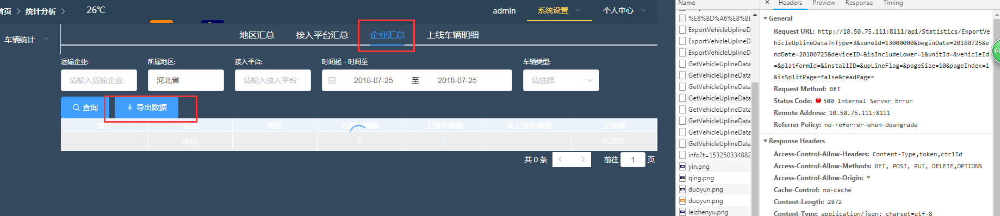 首页 > 统计分析 > 26℃ admin 系统设置 个人中心
车辆统计
地区汇总 接入平台汇总 企业汇总 上线车辆明细
运输企业: 所属地区: 接入平台: 时间起 - 时间至 车辆类型:
请输入运输企业: 河北省 请输入接入平台: 2018-07-25 至 2018-07-25 请选择
查询 导出数据
序号 企业 地区 入网车辆数 上线车辆数 未上线车辆数 上线率
合计 0 0 0.00%
共 0 条 前往 1 页
Name
%E8%BD%A6%E8%BE
ExportVehicleUplineD
ExportVehicleUplineD
ExportVehicleUplineD
GetVehicleUplineData
GetVehicleUplineData
GetVehicleUplineData
GetVehicleUplineData
GetVehicleUplineData
GetVehicleUplineData
GetVehicleUplineData
GetVehicleUplineData
info?t=153250334882
yin.png
qing.png
duoyun.png
duoyun.png
leizhenyu.png
× Headers Preview Response Timing
General
Request URL: http://10.50.75.111:8111/api/Statistics/ExportVe
hicleUplineData?nType=3&zoneId=13000000&beginDate=20180725&e
ndDate=20180725&deviceID=&isIncludeLower=1&unitId=&vehicleId
=&platformId=&installID=&upLineFlag=&pageSize=10&pageIndex=1
&isSplitPage=false&readPage=
Request Method: GET
Status Code: 500 Internal Server Error
Remote Address: 10.50.75.111:8111
Referrer Policy: no-referrer-when-downgrade
Response Headers
Access-Control-Allow-Headers: Content-Type,token,ctrlId
Access-Control-Allow-Methods: GET, POST, PUT, DELETE,OPTIONS
Access-Control-Allow-Origin: *
Cache-Control: no-cache
Content-Length: 2872
Content-Type: application/json; charset=utf-8
61